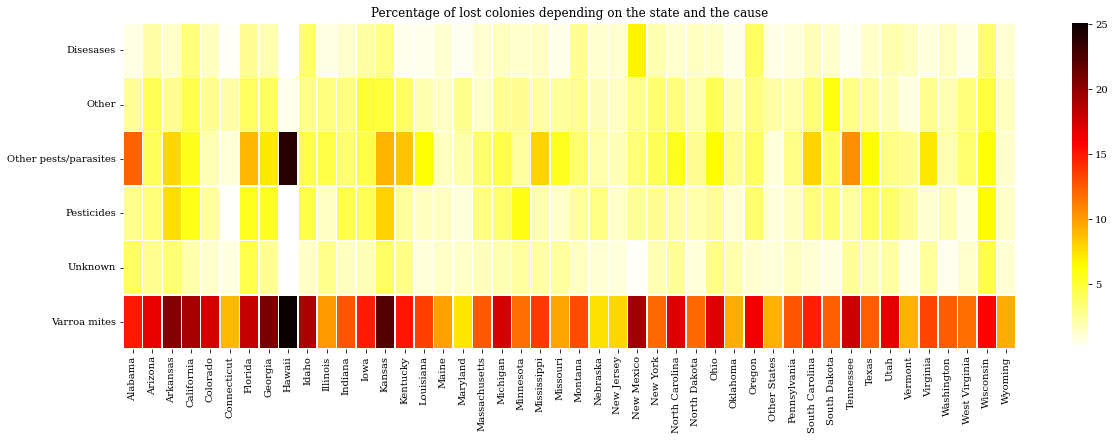 Percentage of lost colonies depending on the state and the cause
Disesases
Other
Other pests/parasites
Pesticides
Unknown
Varroa mites
Alabama
Arizona
Arkansas
California
Colorado
Connecticut
Florida
Georgia
Hawaii
Idaho
Illinois
Indiana
Iowa
Kansas
Kentucky
Louisiana
Maine
Maryland
Massachusetts
Michigan
Minnesota
Mississippi
Missouri
Montana
Nebraska
New Jersey
New Mexico
New York
North Carolina
North Dakota
Ohio
Oklahoma
Oregon
Other States
Pennsylvania
South Carolina
South Dakota
Tennessee
Texas
Utah
Vermont
Virginia
Washington
West Virginia
Wisconsin
Wyoming
25
20
15
10
5